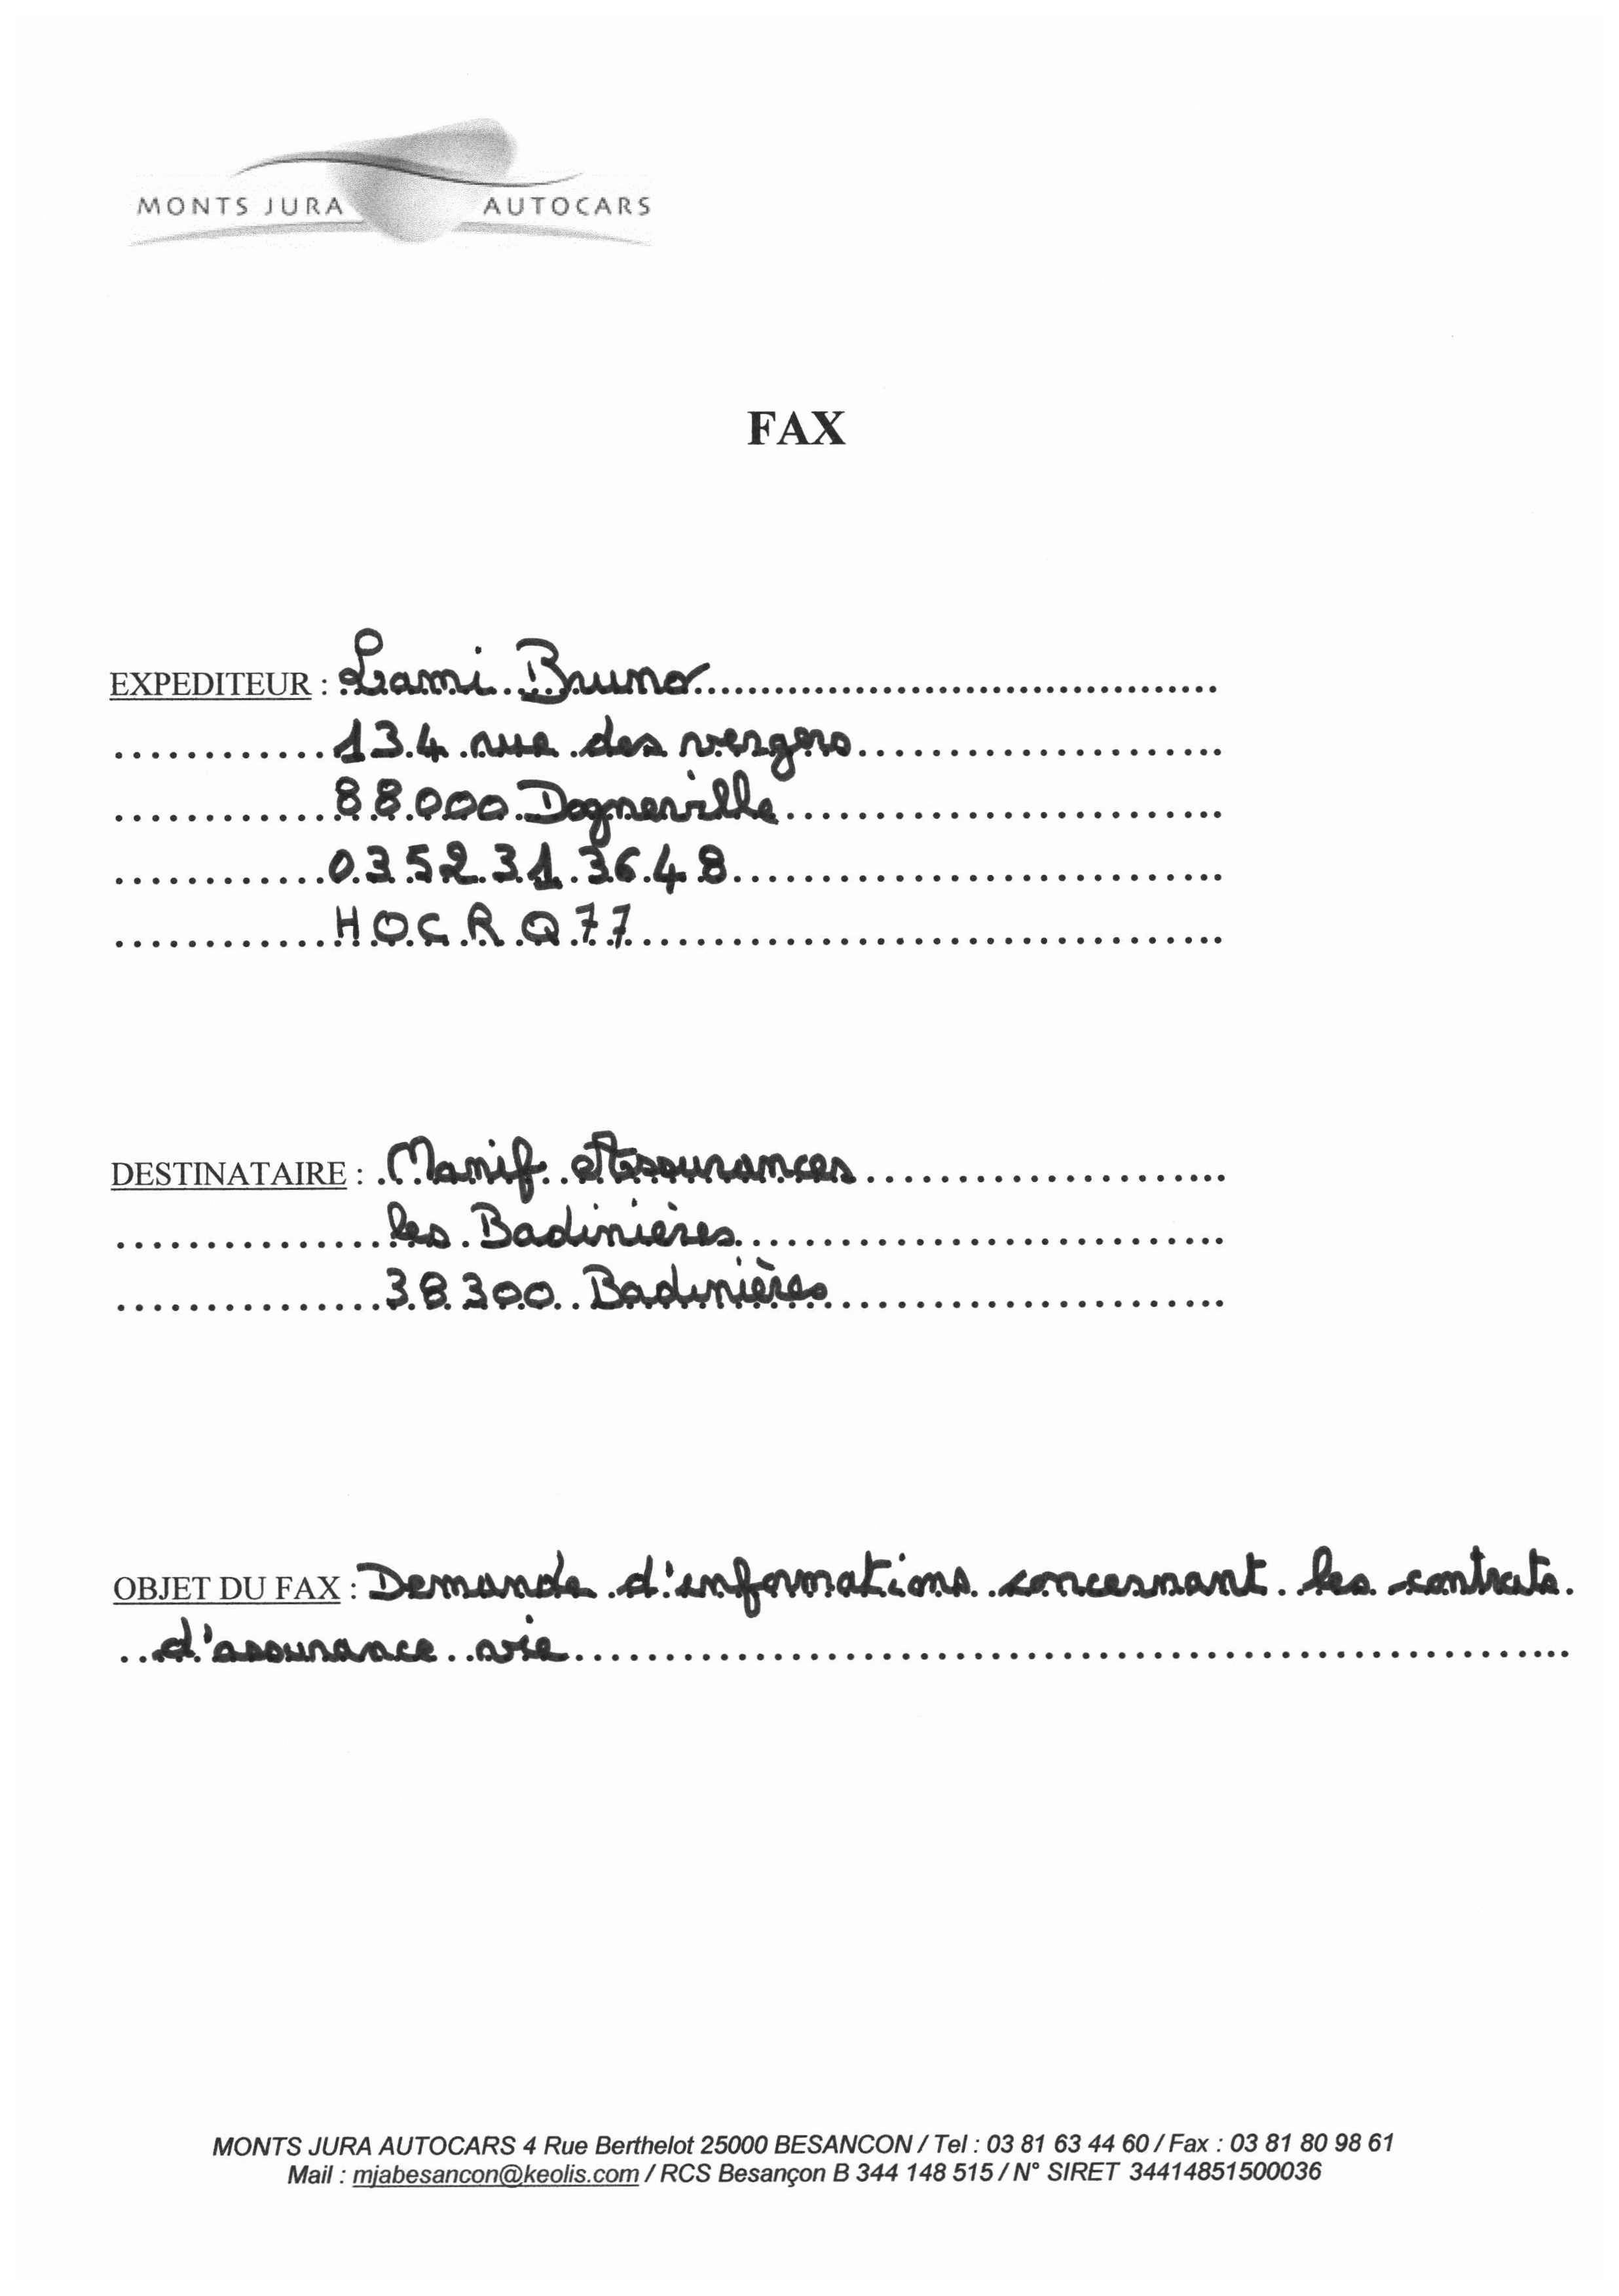 MONTS JURA AUTOCARS
FAX
EXPEDITEUR : Lami Bruno
134 rue des vergers
88000 Dogneville
0352313648
HOCRQ77
DESTINATAIRE : Manif Assurances
les Badinières
38300 Badinières
OBJET DU FAX : Demande d'informations concernant les contrats
d'assurance vie
MONTS JURA AUTOCARS 4 Rue Berthelot 25000 BESANCON / Tel : 03 81 63 44 60 / Fax : 03 81 80 98 61
Mail : mjabesancon@keolis.com / RCS Besançon B 344 148 515 / N° SIRET 34414851500036